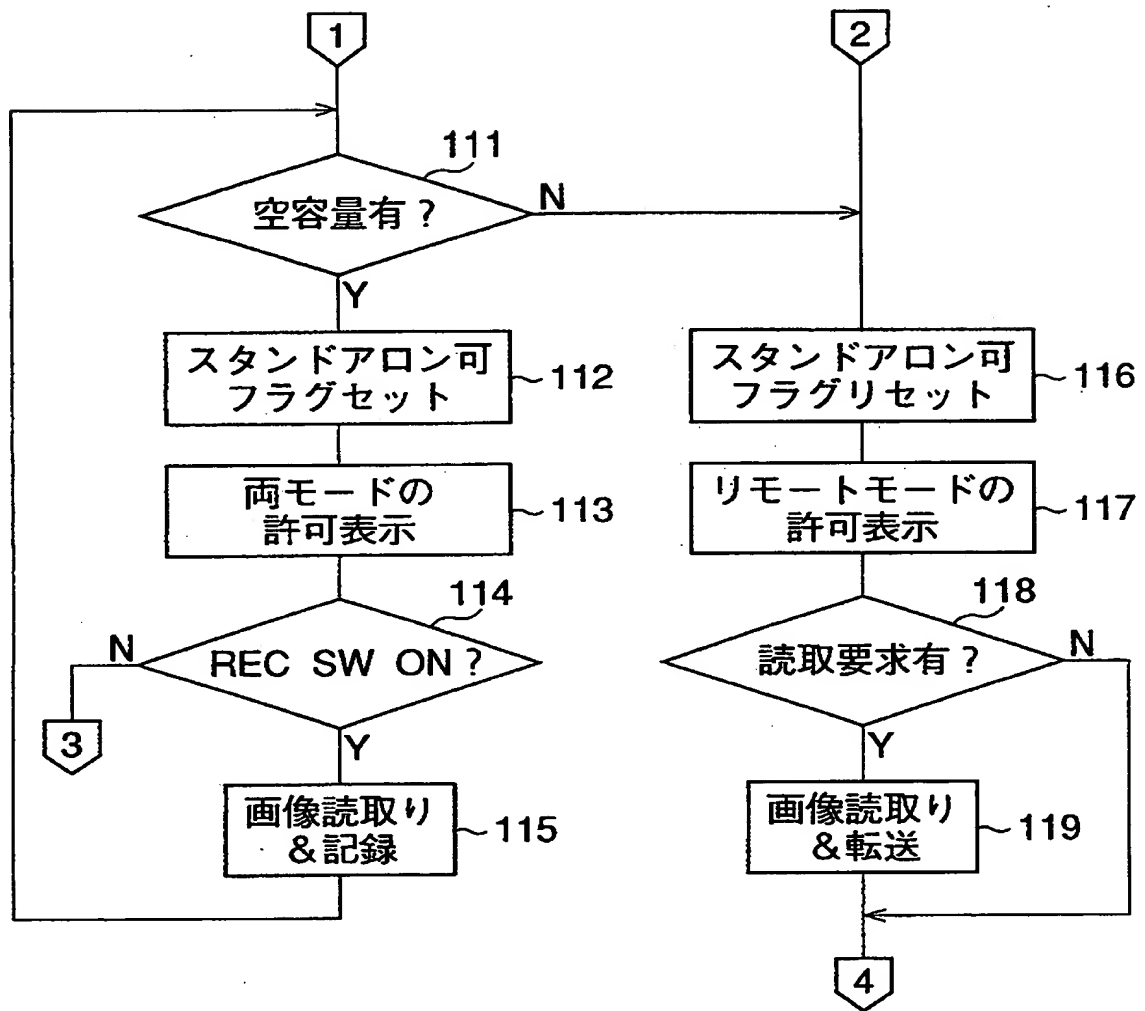 1
2
111
空容量有?
N
Y
スタンドアロン可
フラグセット
112
スタンドアロン可
フラグリセット
116
両モードの
許可表示
113
リモートモードの
許可表示
117
114
REC SW ON?
N
Y
3
118
読取要求有?
N
Y
画像読取り
&記録
115
画像読取り
&転送
119
4